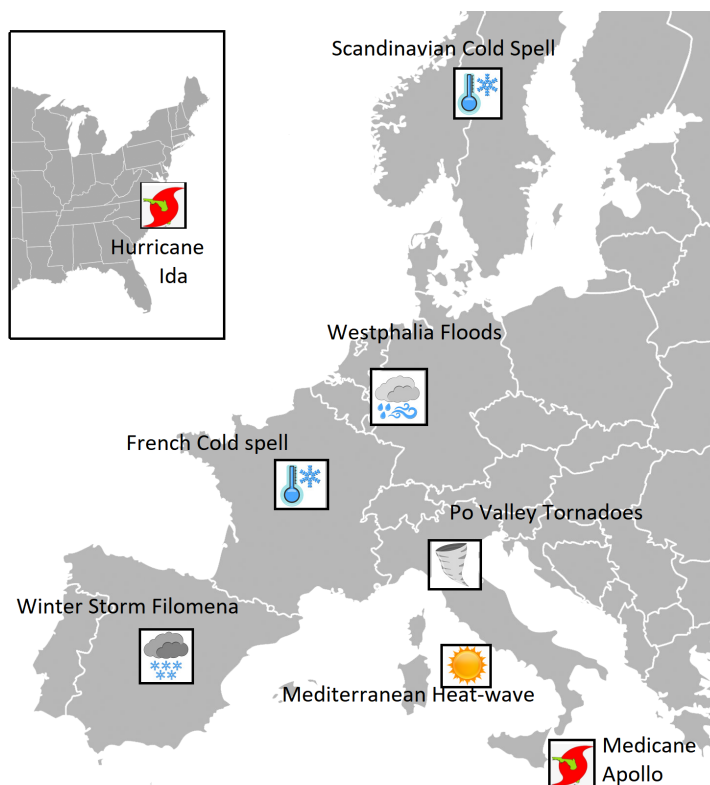 Scandinavian Cold Spell
Hurricane
Ida
Westphalia Floods
French Cold spell
Po Valley Tornadoes
Winter Storm Filomena
Mediterranean Heat-wave
Medicane
Apollo